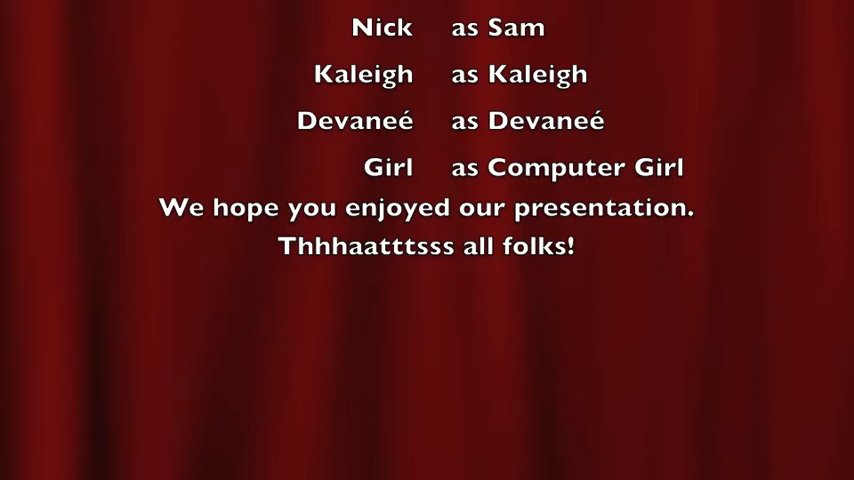 Nick as Sam
Kaleigh as Kaleigh
Devaneé as Devaneé
Girl as Computer Girl
We hope you enjoyed our presentation.
Thhhaatttsss all folks!